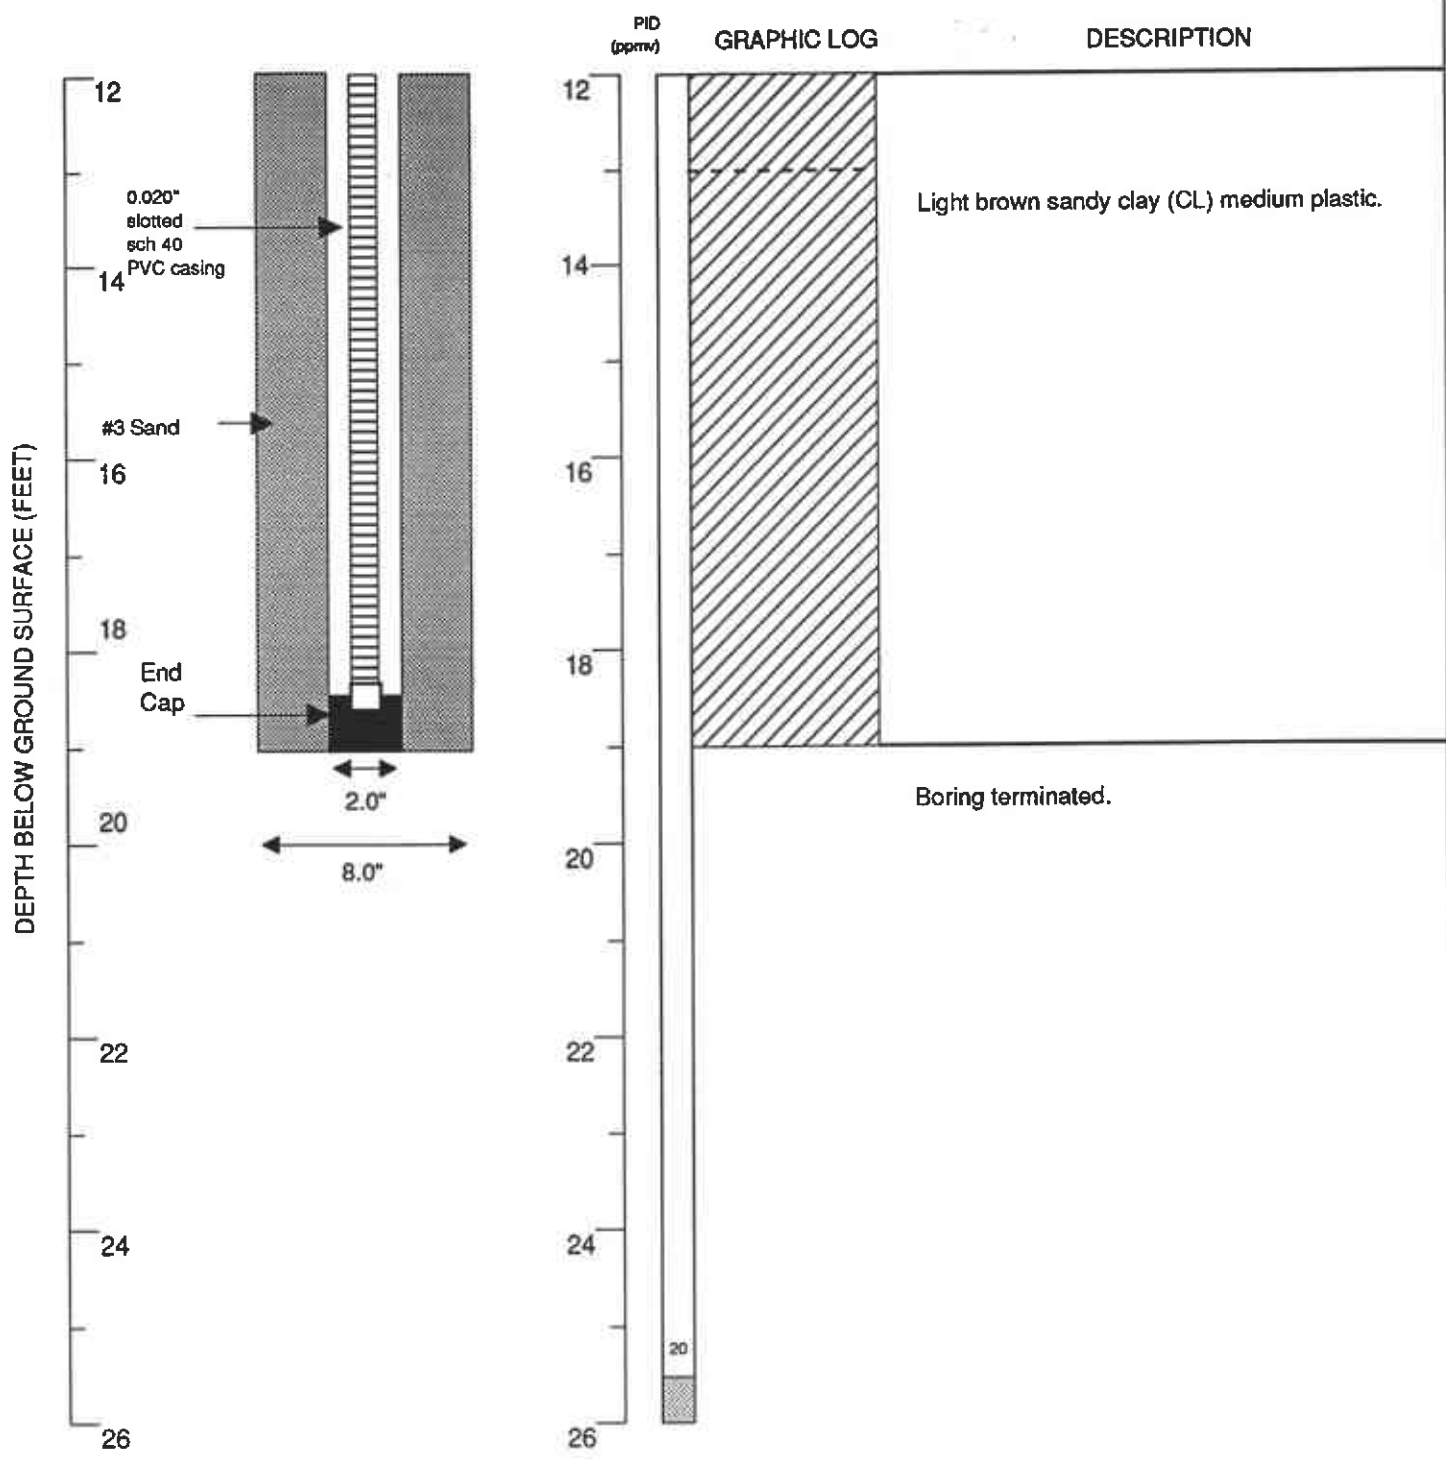 PID
(ppmv)
GRAPHIC LOG
DESCRIPTION
DEPTH BELOW GROUND SURFACE (FEET)
12
14
16
18
20
22
24
26
0.020"
slotted
sch 40
PVC casing
#3 Sand
End
Cap
2.0"
8.0"
12
14
16
18
20
22
24
26
20
Light brown sandy clay (CL) medium plastic.
Boring terminated.